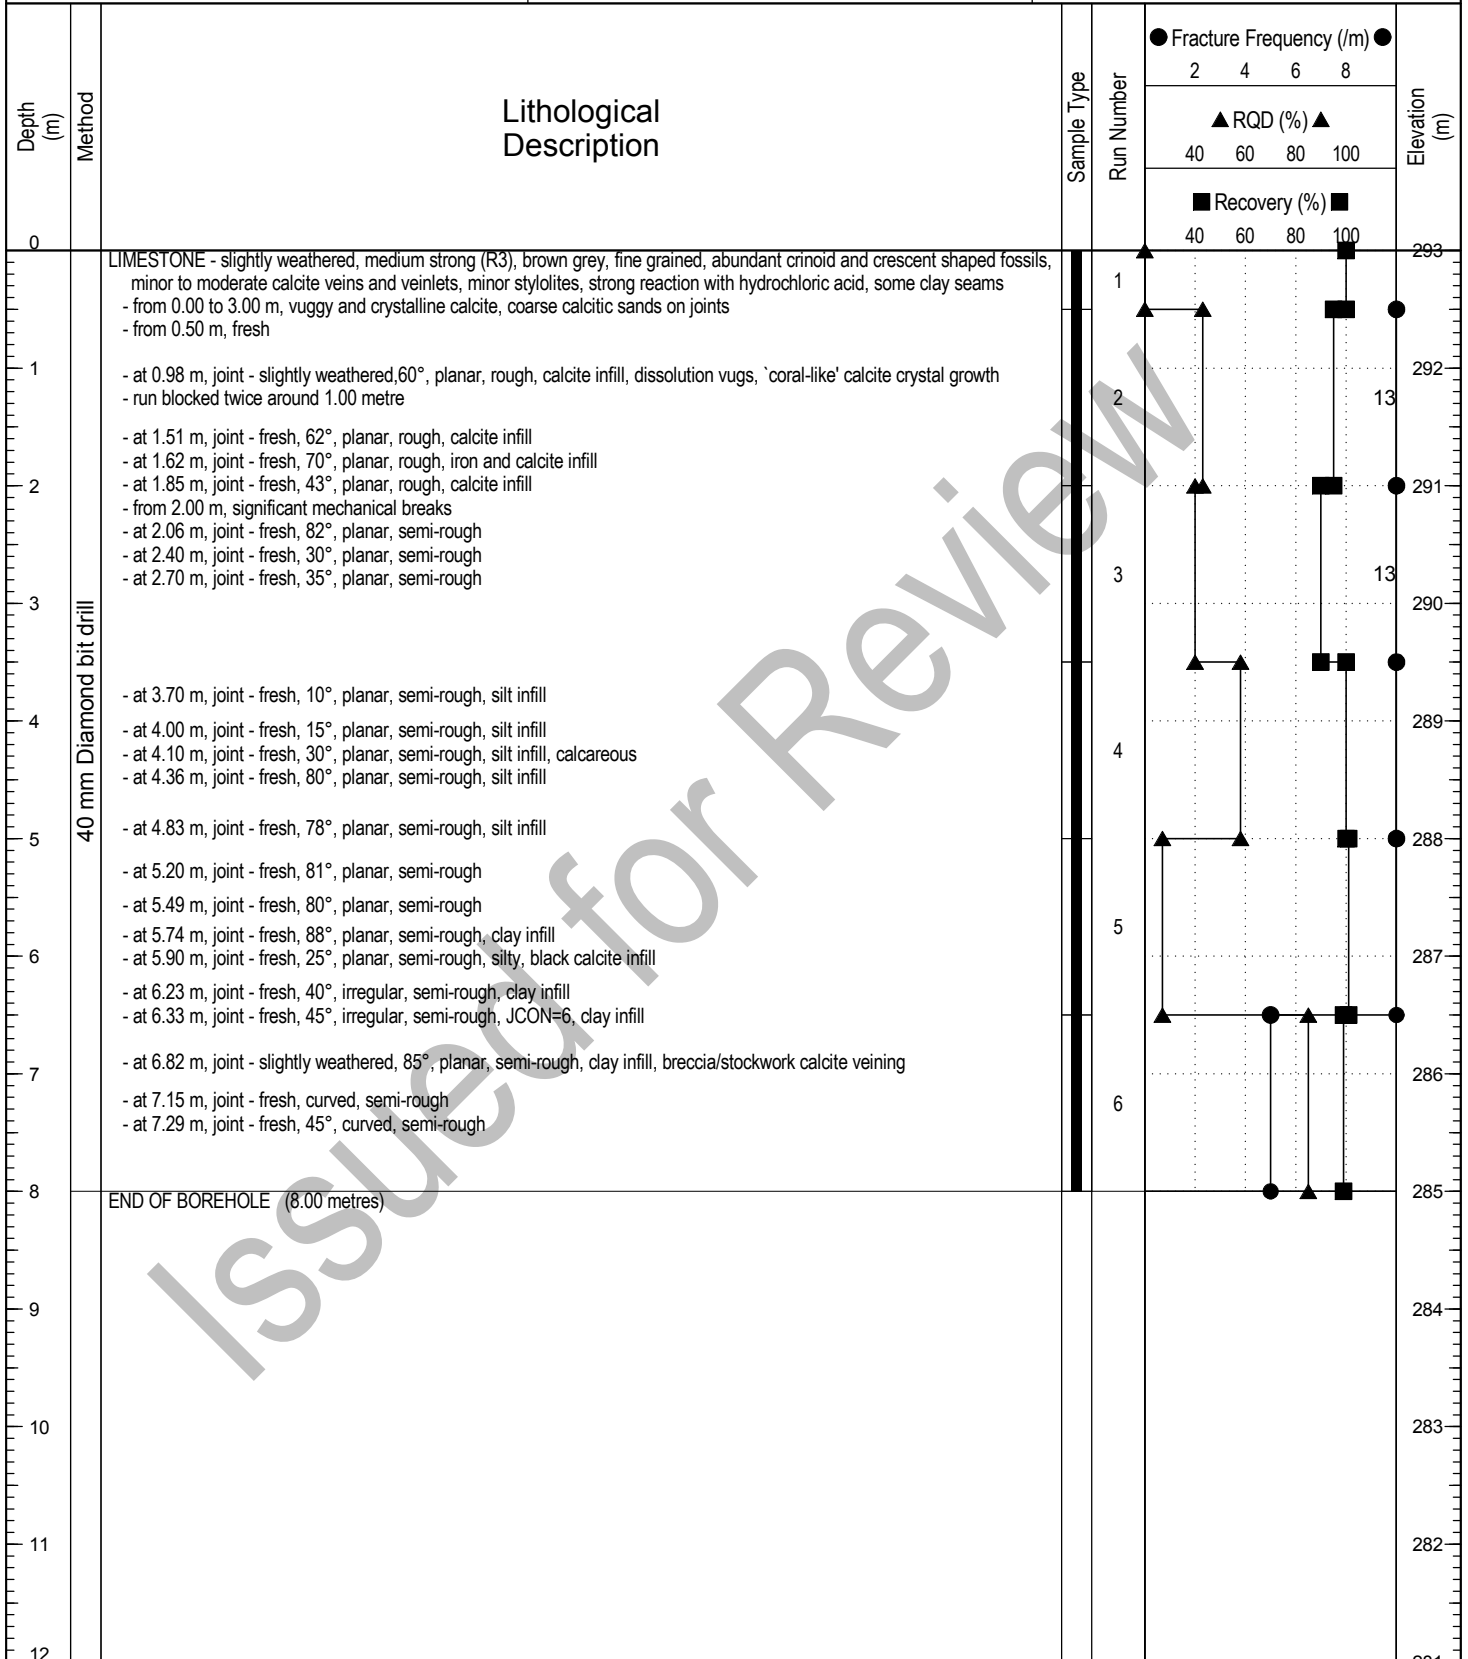 Depth
(m)
Method
Lithological
Description
Sample Type
Run Number
Fracture Frequency (/m)
2 4 6 8
RQD (%)
40 60 80 100
Recovery (%)
40 60 80 100
Elevation
(m)
0
293
LIMESTONE - slightly weathered, medium strong (R3), brown grey, fine grained, abundant crinoid and crescent shaped fossils,
minor to moderate calcite veins and veinlets, minor stylolites, strong reaction with hydrochloric acid, some clay seams
1
- from 0.00 to 3.00 m, vuggy and crystalline calcite, coarse calcitic sands on joints
- from 0.50 m, fresh
1
- at 0.98 m, joint - slightly weathered,60°, planar, rough, calcite infill, dissolution vugs, `coral-like' calcite crystal growth
292
- run blocked twice around 1.00 metre
2
13
- at 1.51 m, joint - fresh, 62°, planar, rough, calcite infill
- at 1.62 m, joint - fresh, 70°, planar, rough, iron and calcite infill
2
- at 1.85 m, joint - fresh, 43°, planar, rough, calcite infill
291
- from 2.00 m, significant mechanical breaks
- at 2.06 m, joint - fresh, 82°, planar, semi-rough
- at 2.40 m, joint - fresh, 30°, planar, semi-rough
- at 2.70 m, joint - fresh, 35°, planar, semi-rough
3
13
3
290
40 mm Diamond bit drill
- at 3.70 m, joint - fresh, 10°, planar, semi-rough, silt infill
4
- at 4.00 m, joint - fresh, 15°, planar, semi-rough, silt infill
289
- at 4.10 m, joint - fresh, 30°, planar, semi-rough, silt infill, calcareous
4
- at 4.36 m, joint - fresh, 80°, planar, semi-rough, silt infill
- at 4.83 m, joint - fresh, 78°, planar, semi-rough, silt infill
5
288
- at 5.20 m, joint - fresh, 81°, planar, semi-rough
- at 5.49 m, joint - fresh, 80°, planar, semi-rough
5
- at 5.74 m, joint - fresh, 88°, planar, semi-rough, clay infill
6
- at 5.90 m, joint - fresh, 25°, planar, semi-rough, silty, black calcite infill
287
- at 6.23 m, joint - fresh, 40°, irregular, semi-rough, clay infill
- at 6.33 m, joint - fresh, 45°, irregular, semi-rough, JCON=6, clay infill
- at 6.82 m, joint - slightly weathered, 85°, planar, semi-rough, clay infill, breccia/stockwork calcite veining
7
286
- at 7.15 m, joint - fresh, curved, semi-rough
6
- at 7.29 m, joint - fresh, 45°, curved, semi-rough
8
285
END OF BOREHOLE (8.00 metres)
9
284
10
283
11
282
12
Issued for Review